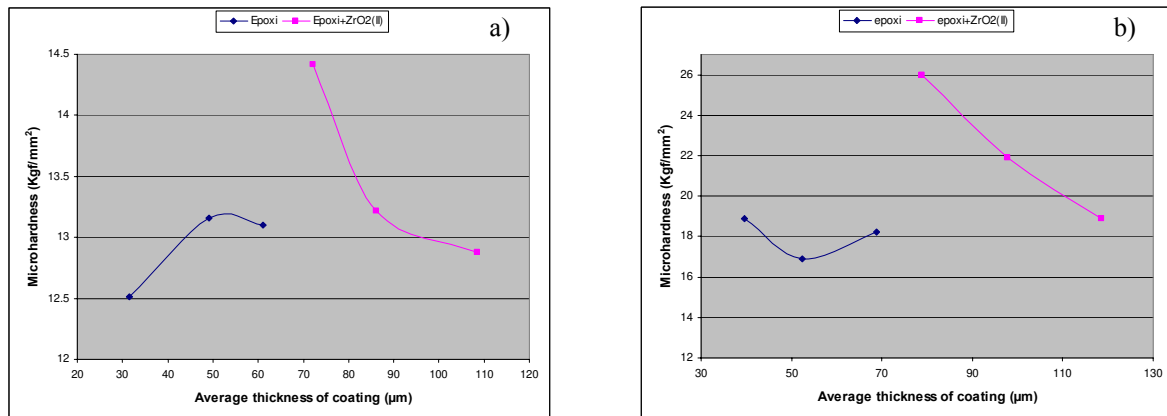 Epoxi Epoxi+ZrO2(II)
a)
14.5
14
13.5
13
12.5
12
Microhardness (Kgf/mm²)
20 30 40 50 60 70 80 90 100 110 120
Average thickness of coating (µm)
epoxi epoxi+ZrO2(II)
b)
26
24
22
20
18
16
14
12
Microhardness (Kgf/mm²)
30 50 70 90 110 130
Average thickness of coating (µm)